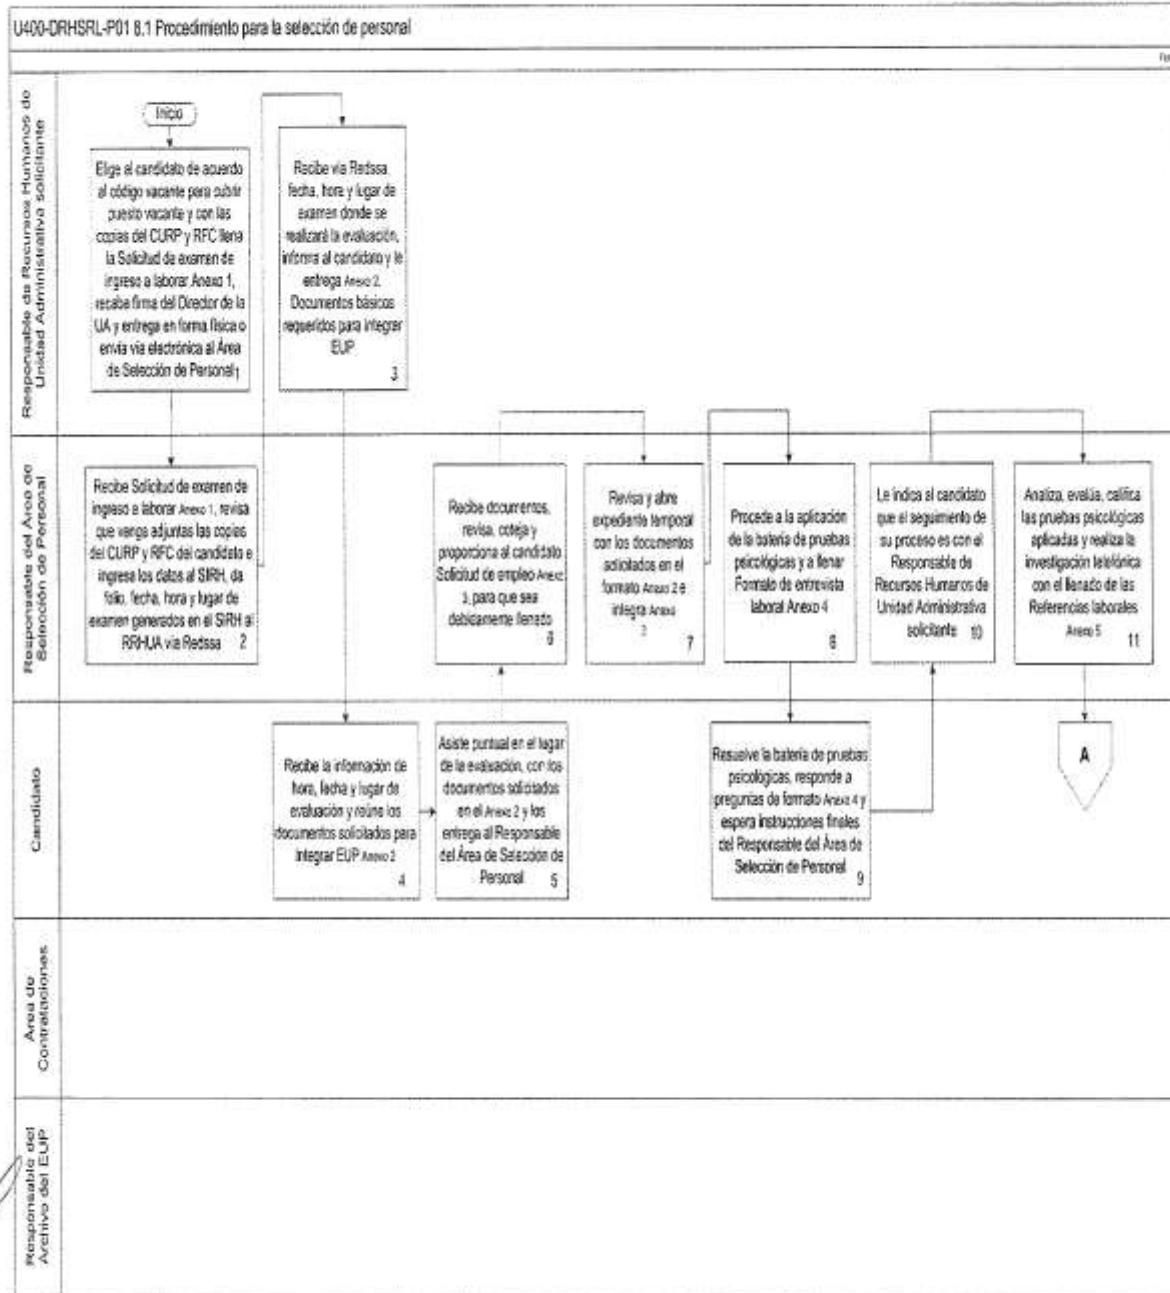 U400-DRHSRL-P01 8.1 Procedimiento para la selección de personal
Responsable de Recursos Humanos de
Unidad Administrativa solicitante
Inicio
Elige al candidato de acuerdo
al código vacante para cubrir
puesto vacante y con las
copias del CURP y RFC llena
la Solicitud de examen de
ingreso a laborar Anexo 1,
recaba firma del Director de la
UA y entrega en forma física o
envía vía electrónica al Área
de Selección de Personal
1
Recibe vía Redssa,
fecha, hora y lugar de
examen donde se
realizará la evaluación,
informa al candidato y le
entrega Anexo 2,
Documentos básicos
requeridos para integrar
EUP
3
Responsable del Área de
Selección de Personal
Recibe Solicitud de examen de
ingreso a laborar Anexo 1, revisa
que venga adjuntas las copias
del CURP y RFC del candidato e
ingresa los datos al SIRH, da
folio, fecha, hora y lugar de
examen generados en el SIRH al
RRHUA vía Redssa
2
Recibe documentos,
revisa, coteja y
proporciona al candidato
Solicitud de empleo Anexo
3, para que sea
debidamente llenado
6
Revisa y abre
expediente temporal
con los documentos
solicitados en el
formato Anexo 2 e
integra Anexo
7
Procede a la aplicación
de la batería de pruebas
psicológicas y a llenar
Formato de entrevista
laboral Anexo 4
8
Le indica al candidato
que el seguimiento de
su proceso es con el
Responsable de
Recursos Humanos de
Unidad Administrativa
solicitante
10
Analiza, evalúa, califica
las pruebas psicológicas
aplicadas y realiza la
investigación telefónica
con el llenado de las
Referencias laborales
Anexo 5
11
Candidato
Recibe la información de
hora, fecha y lugar de
evaluación y reúne los
documentos solicitados para
Integrar EUP Anexo 2
4
Asiste puntual en el lugar
de la evaluación, con los
documentos solicitados
en el Anexo 2 y los
entrega al Responsable
del Área de Selección de
Personal
5
Resuelve la batería de pruebas
psicológicas, responde a
preguntas de formato Anexo 4 y
espera instrucciones finales
del Responsable del Área de
Selección de Personal
9
A
Área de
Contrataciones
Responsable del
Archivo del EUP